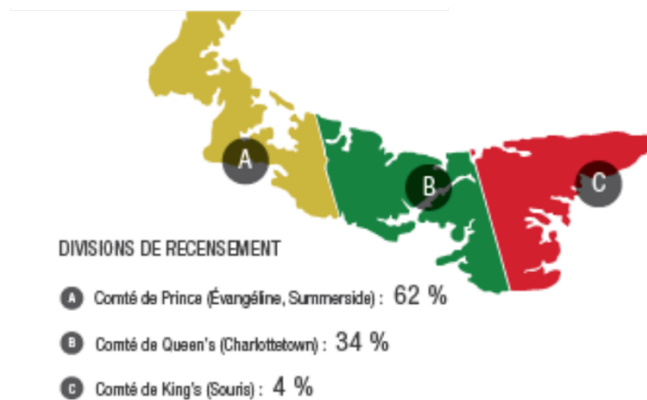 A
B
C
DIVISIONS DE RECENSEMENT
A Comté de Prince (Évangéline, Summerside) : 62 %
B Comté de Queen's (Charlottetown) : 34 %
C Comté de King's (Souris) : 4 %